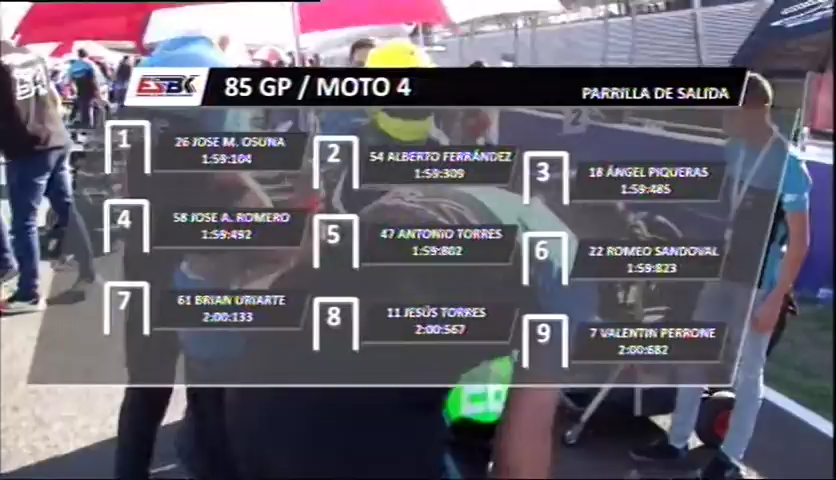 ESBK
85 GP / MOTO 4
PARRILLA DE SALIDA
1
26 JOSE M. OSUNA
1:59:104
2
54 ALBERTO FERRÁNDEZ
1:59:309
3
18 ÁNGEL PIQUERAS
1:59:485
4
58 JOSE A. ROMERO
1:59:492
5
47 ANTONIO TORRES
1:59:802
6
22 ROMEO SANDOVAL
1:59:823
7
61 BRIAN URIARTE
2:00:133
8
11 JESÚS TORRES
2:00:567
9
7 VALENTIN PERRONE
2:00:682